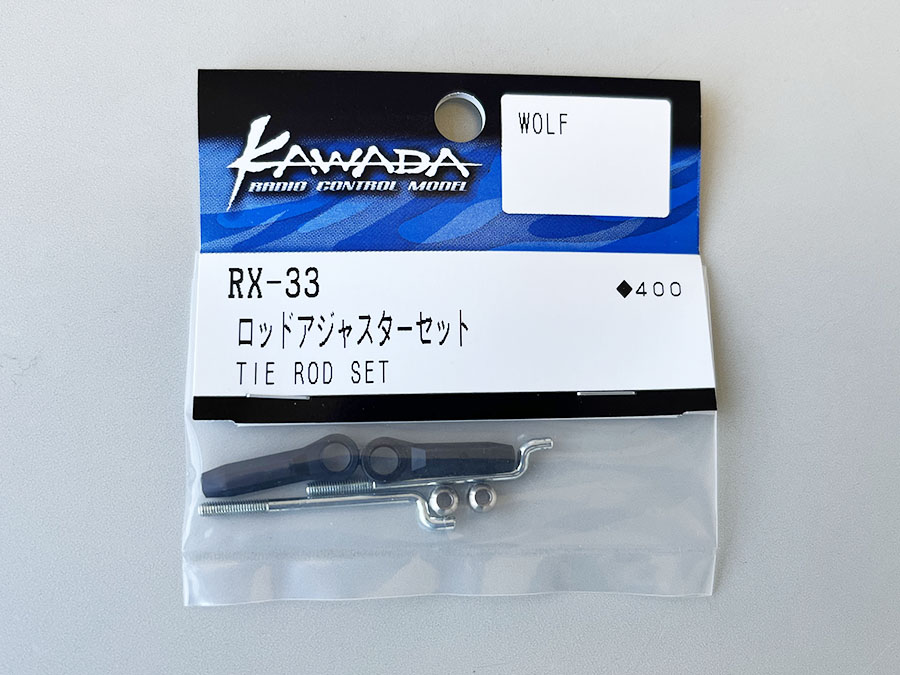 KAWADA
RADIO CONTROL MODEL
WOLF
RX-33
◆400
ロッドアジャスターセット
TIE ROD SET